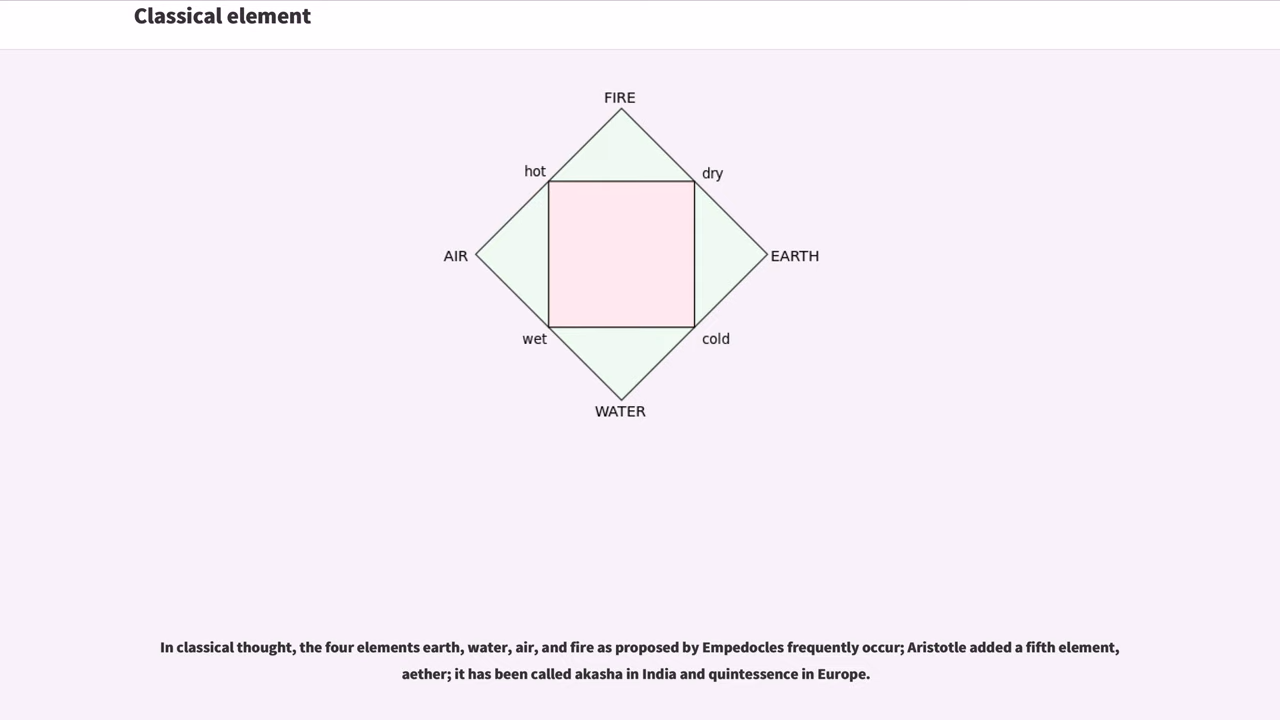 Classical element
FIRE
hot
dry
AIR
EARTH
wet
cold
WATER
In classical thought, the four elements earth, water, air, and fire as proposed by Empedocles frequently occur; Aristotle added a fifth element,
aether; it has been called akasha in India and quintessence in Europe.